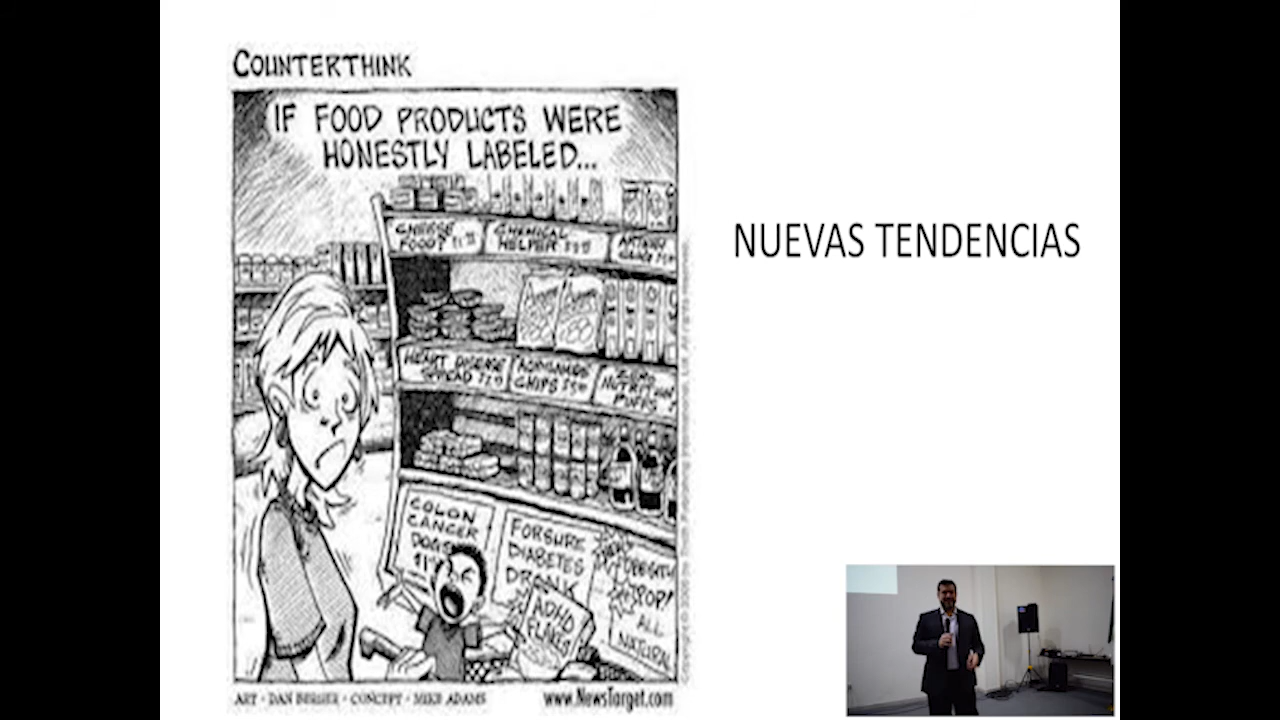 COUNTERTHINK
IF FOOD PRODUCTS WERE
HONESTLY LABELED...
CHEESE
FOOD?
CHEMICAL
HELPER
HEART DISEASE
SPREAD
CHIPS
ZERO
NUTRITION
PUFFS
COLON
CANCER
DOGS
FORSURE
DIABETES
DRINK
OBESITY
POP!
ALL
NATURAL
ADHD
FLAKES
ART - DAN BERGER - CONCEPT - MIKE ADAMS
www.NewsTarget.com
NUEVAS TENDENCIAS